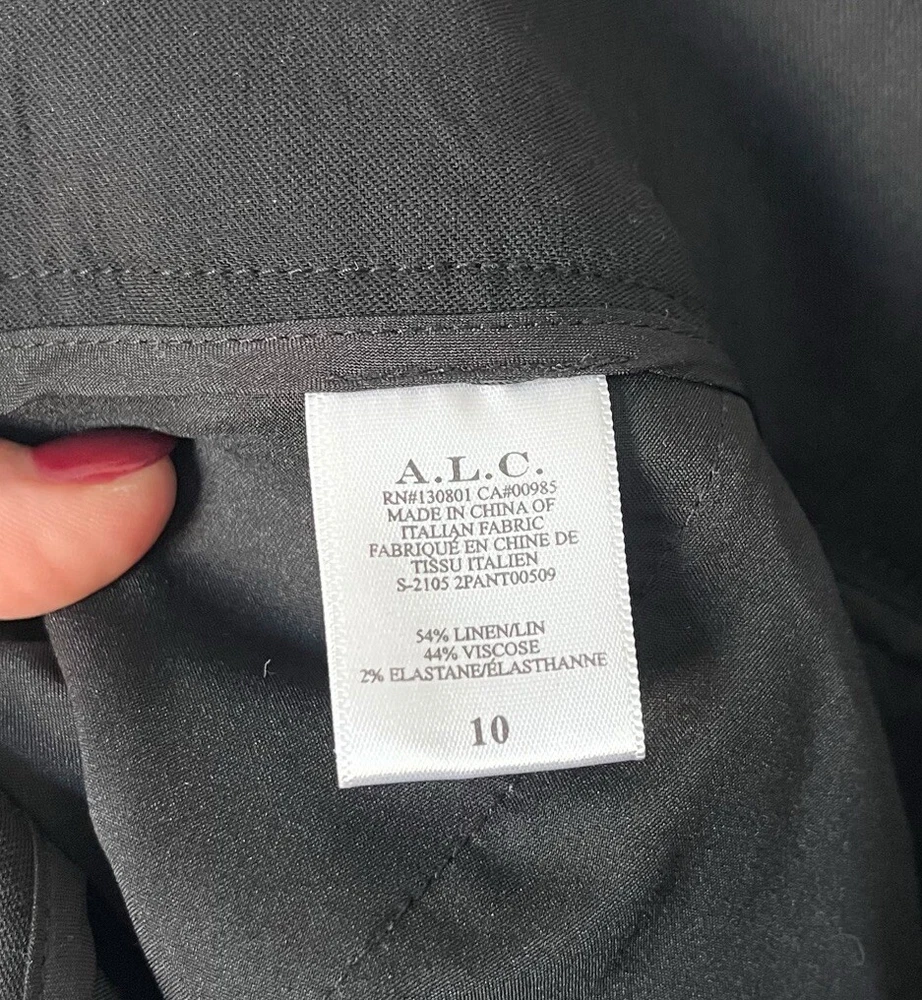 A.L.C.
RN#130801 CA#00985
MADE IN CHINA OF
ITALIAN FABRIC
FABRIQUÉ EN CHINE DE
TISSU ITALIEN
S-2105 2PANT00509
54% LINEN/LIN
44% VISCOSE
2% ELASTANE/ÉLASTHANNE
10